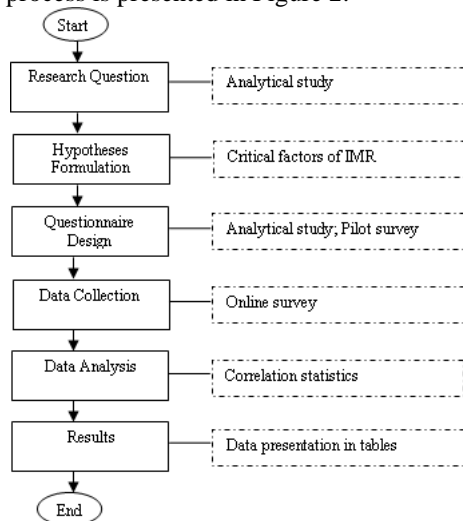 process is presented in Figure 2.
Start
Research Question
Analytical study
Hypotheses
Formulation
Critical factors of IMR
Questionnaire
Design
Analytical study; Pilot survey
Data Collection
Online survey
Data Analysis
Correlation statistics
Results
Data presentation in tables
End